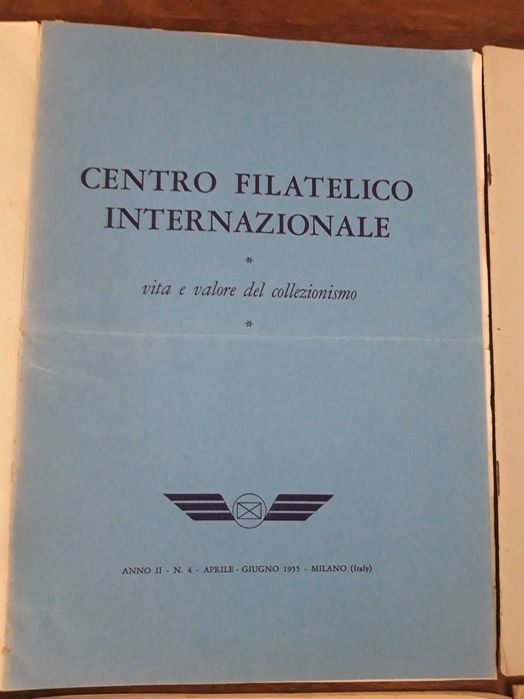 CENTRO FILATELICO
INTERNAZIONALE
*
vita e valore del collezionismo
*
ANNO II - N. 4 - APRILE - GIUGNO 1955 - MILANO (Italy)